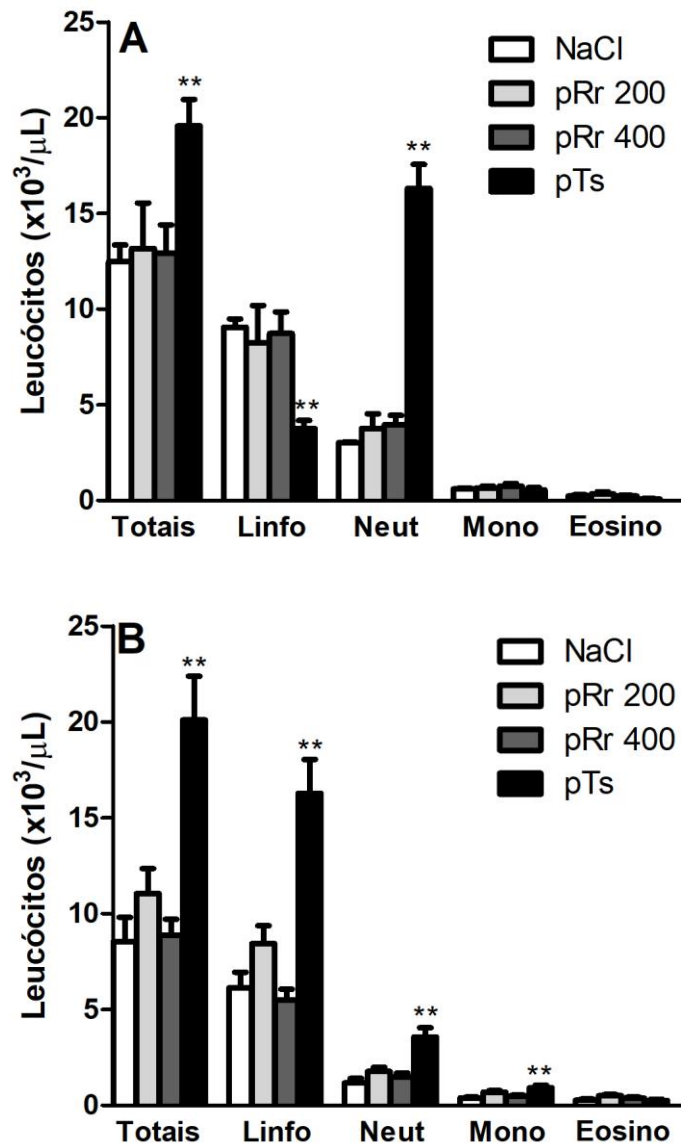 A
NaCl
pRr 200
pRr 400
pTs
Leucócitos (x10³/µL)
25
20
15
10
5
0
**
**
**
Totais Linfo Neut Mono Eosino
B
NaCl
pRr 200
pRr 400
pTs
Leucócitos (x10³/µL)
25
20
15
10
5
0
**
**
**
**
Totais Linfo Neut Mono Eosino